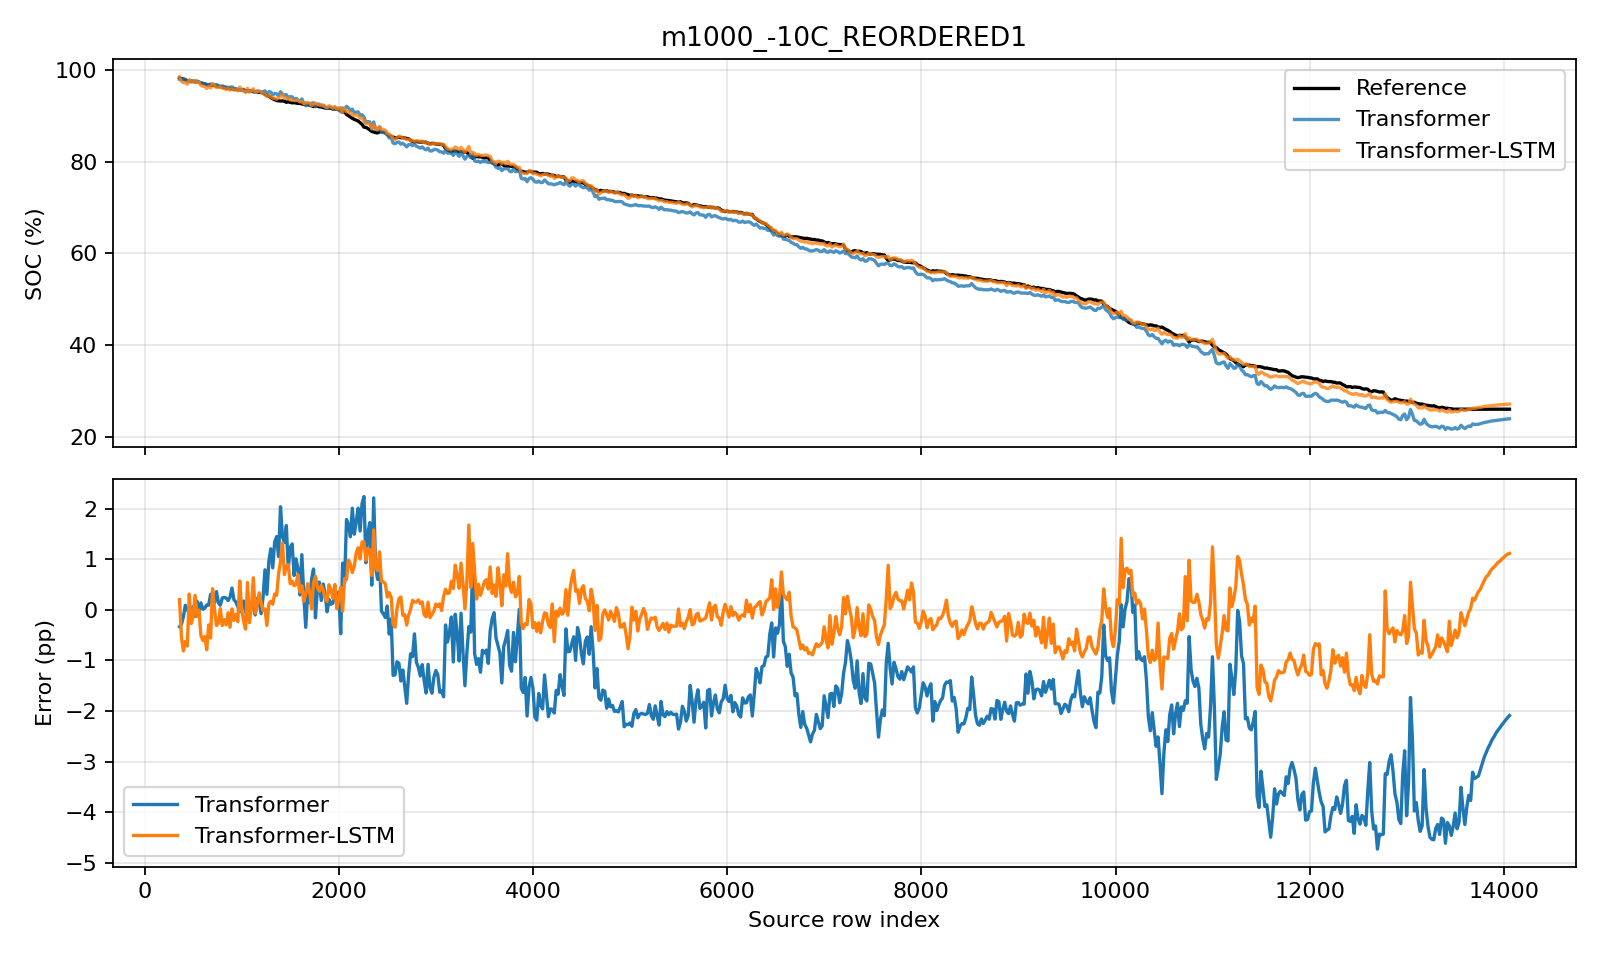 m1000_-10C_REORDERED1
100
80
60
40
20
SOC (%)
Reference
Transformer
Transformer-LSTM
2
1
0
−1
−2
−3
−4
−5
Error (pp)
Transformer
Transformer-LSTM
0 2000 4000 6000 8000 10000 12000 14000
Source row index